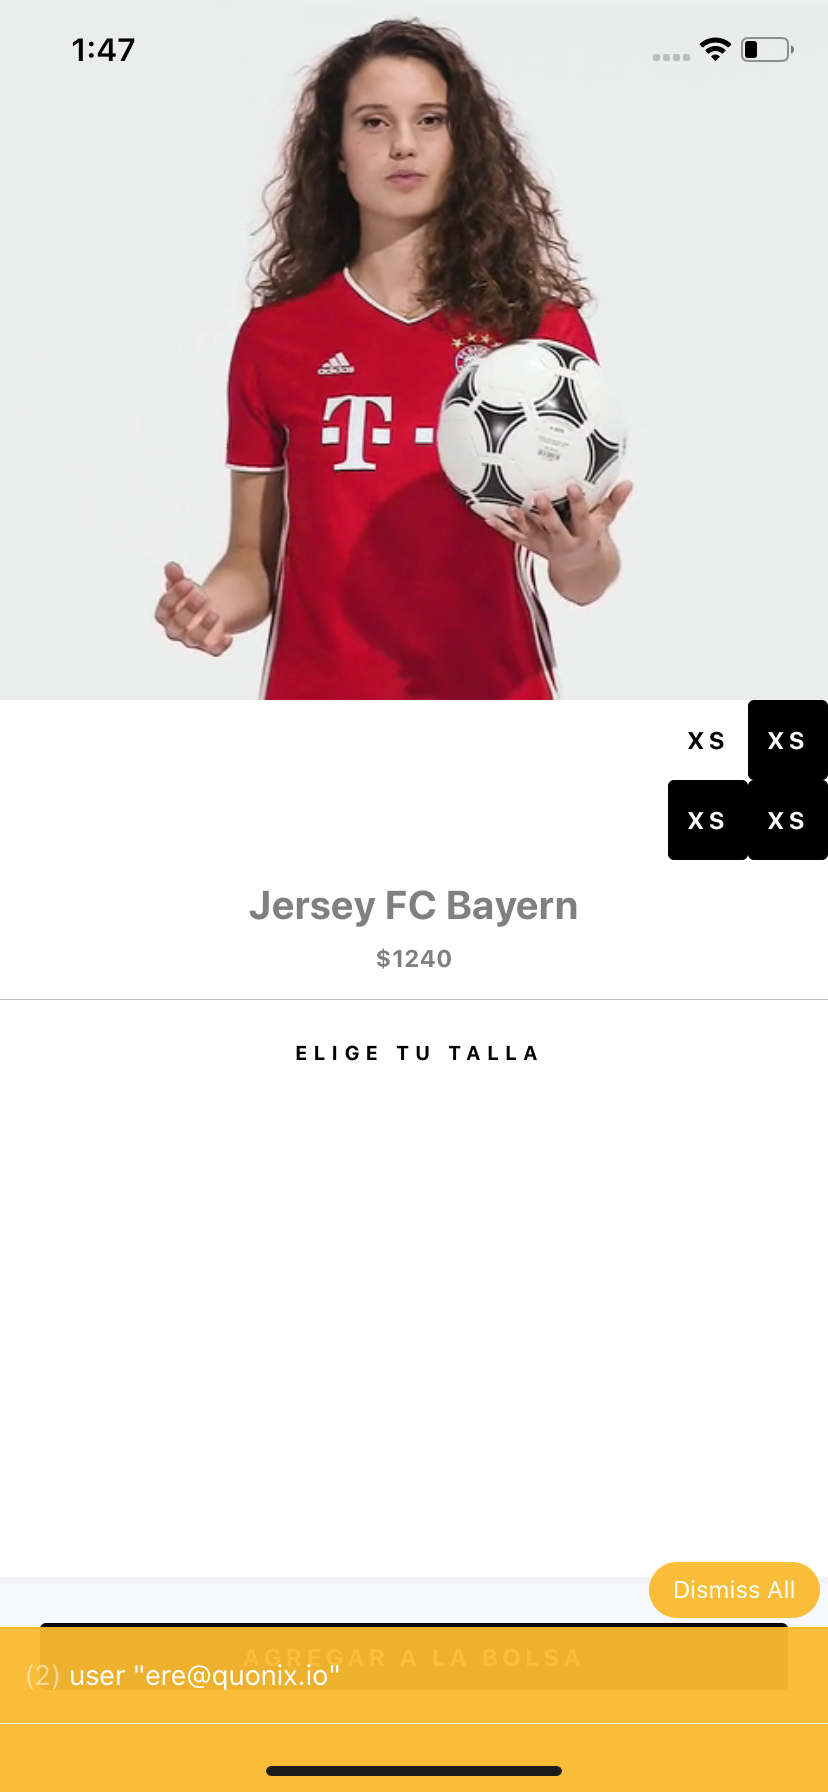 1:47
adidas
T
XS XS
XS XS
Jersey FC Bayern
$1240
ELIGE TU TALLA
Dismiss All
AGREGAR A LA BOLSA
(2) user "ere@quonix.io"